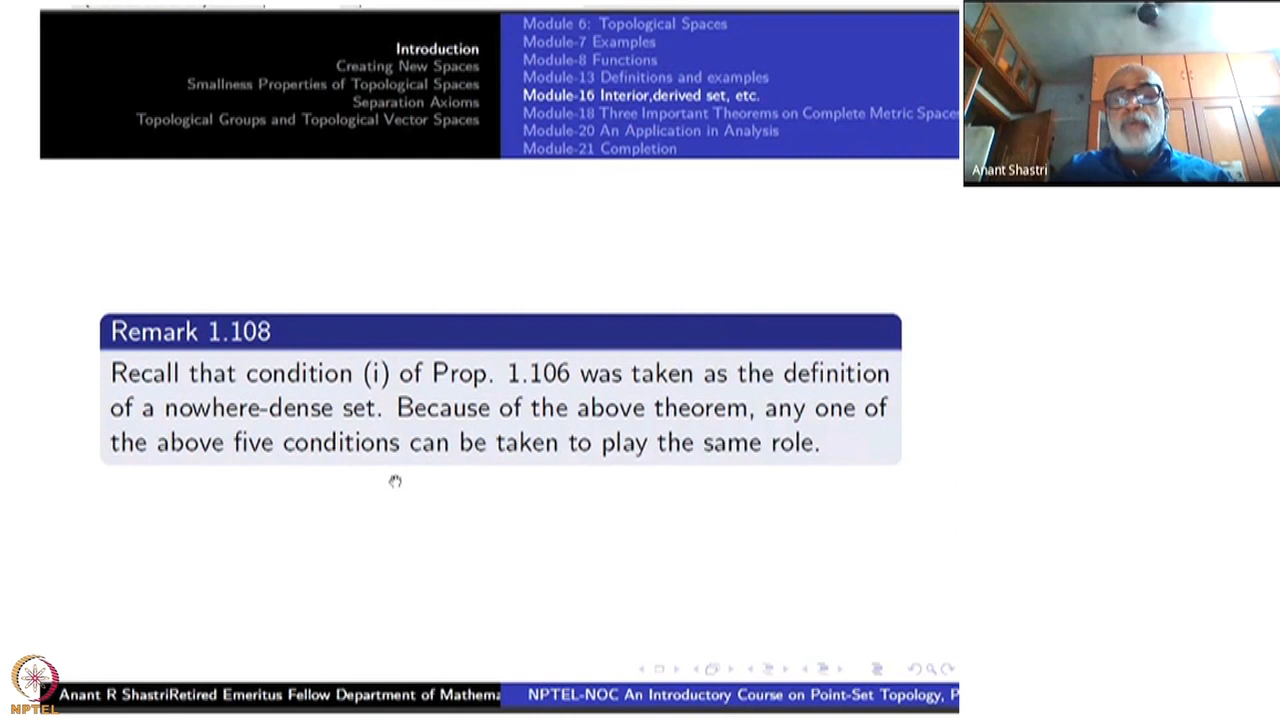 Introduction
Creating New Spaces
Smallness Properties of Topological Spaces
Separation Axioms
Topological Groups and Topological Vector Spaces
Module 6: Topological Spaces
Module-7 Examples
Module-8 Functions
Module-13 Definitions and examples
Module-16 Interior,derived set, etc.
Module-18 Three Important Theorems on Complete Metric Space
Module-20 An Application in Analysis
Module-21 Completion
Anant Shastri
Remark 1.108
Recall that condition (i) of Prop. 1.106 was taken as the definition
of a nowhere-dense set. Because of the above theorem, any one of
the above five conditions can be taken to play the same role.
NPTEL
Anant R ShastriRetired Emeritus Fellow Department of Mathema
NPTEL-NOC An Introductory Course on Point-Set Topology, P